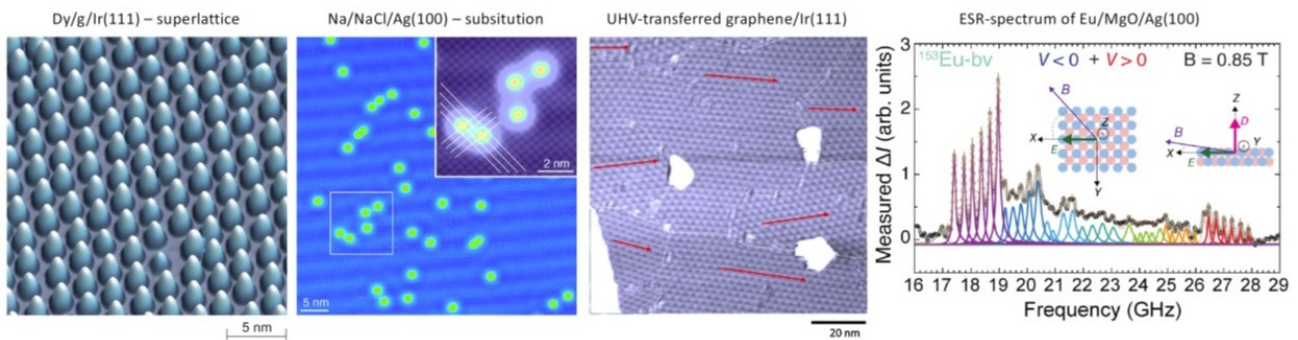 Dy/g/Ir(111) – superlattice
Na/NaCl/Ag(100) – subsitution
UHV-transferred graphene/Ir(111)
ESR-spectrum of Eu/MgO/Ag(100)
5 nm
2 nm
5 nm
20 nm
Measured ΔI (arb. units)
3
2
1
0
¹⁵³Eu-bv
V < 0 + V > 0
B = 0.85 T
B
Z
X
E
Y
Z
D
B
Y
X
E
16 17 18 19 20 21 22 23 24 25 26 27 28 29
Frequency (GHz)